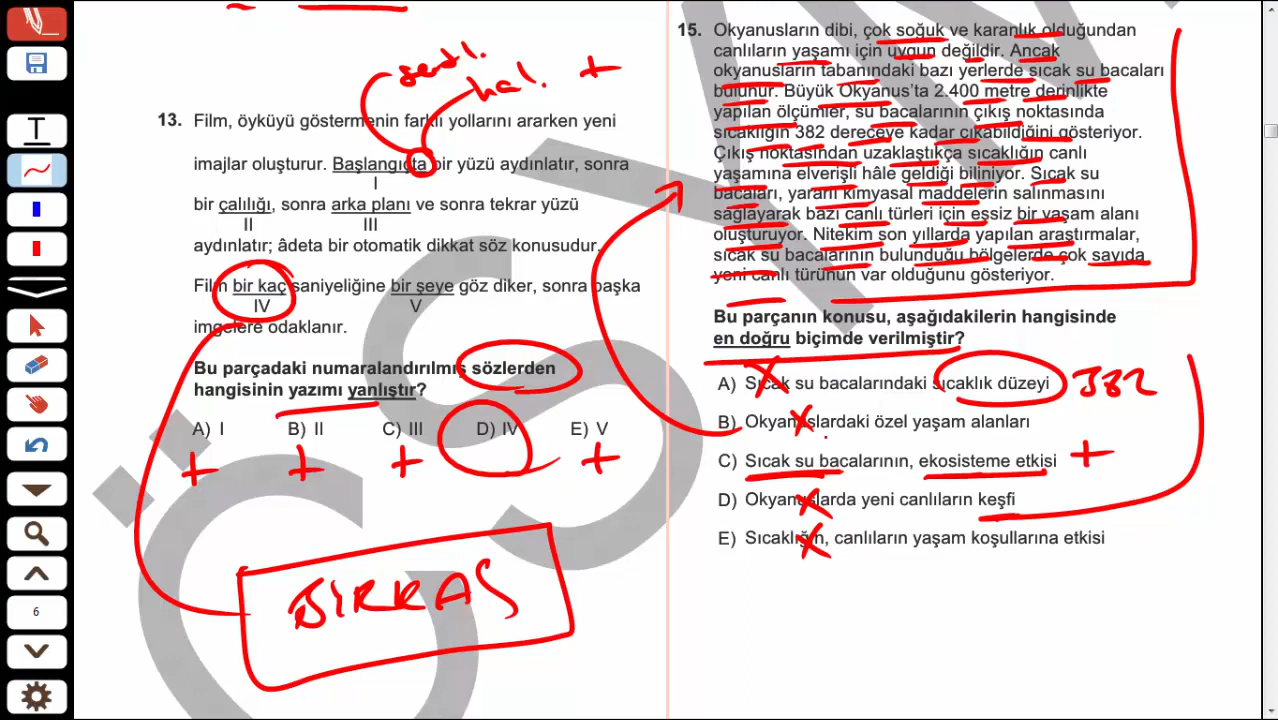 13. Film, öyküyü göstermenin farklı yollarını ararken yeni
imajlar oluşturur. Başlangıçta bir yüzü aydınlatır, sonra
I
bir çalılığı, sonra arka planı ve sonra tekrar yüzü
II III
aydınlatır; âdeta bir otomatik dikkat söz konusudur.
Film bir kaç saniyeliğine bir şeye göz diker, sonra başka
IV V
imgelere odaklanır.
Bu parçadaki numaralandırılmış sözlerden
hangisinin yazımı yanlıştır?
A) I B) II C) III D) IV E) V
+ + + +
BİRKAÇ
hal. +
15. Okyanusların dibi, çok soğuk ve karanlık olduğundan
canlıların yaşamı için uygun değildir. Ancak
okyanusların tabanındaki bazı yerlerde sıcak su bacaları
bulunur. Büyük Okyanus’ta 2.400 metre derinlikte
yapılan ölçümler, su bacalarının çıkış noktasında
sıcaklığın 382 dereceye kadar çıkabildiğini gösteriyor.
Çıkış noktasından uzaklaştıkça sıcaklığın canlı
yaşamına elverişli hâle geldiği biliniyor. Sıcak su
bacaları, yararlı kimyasal maddelerin salınmasını
sağlayarak bazı canlı türleri için eşsiz bir yaşam alanı
oluşturuyor. Nitekim son yıllarda yapılan araştırmalar,
sıcak su bacalarının bulunduğu bölgelerde çok sayıda
yeni canlı türünün var olduğunu gösteriyor.
Bu parçanın konusu, aşağıdakilerin hangisinde
en doğru biçimde verilmiştir?
A) Sıcak su bacalarındaki sıcaklık düzeyi 382
B) Okyanuslardaki özel yaşam alanları
C) Sıcak su bacalarının, ekosisteme etkisi +
D) Okyanuslarda yeni canlıların keşfi
E) Sıcaklığın, canlıların yaşam koşullarına etkisi
T
6